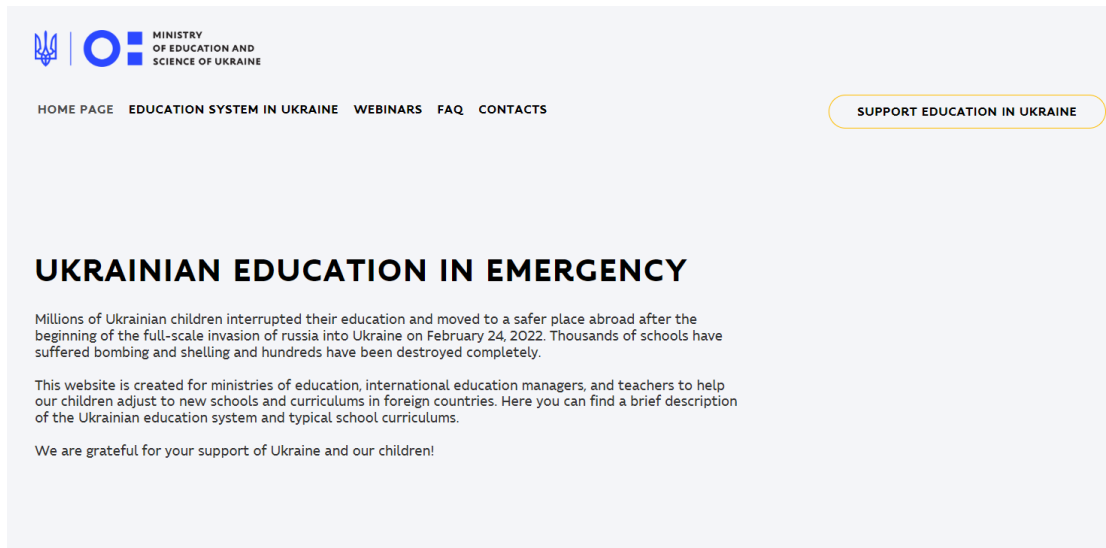 MINISTRY
OF EDUCATION AND
SCIENCE OF UKRAINE
HOME PAGE EDUCATION SYSTEM IN UKRAINE WEBINARS FAQ CONTACTS
SUPPORT EDUCATION IN UKRAINE
UKRAINIAN EDUCATION IN EMERGENCY
Millions of Ukrainian children interrupted their education and moved to a safer place abroad after the
beginning of the full-scale invasion of russia into Ukraine on February 24, 2022. Thousands of schools have
suffered bombing and shelling and hundreds have been destroyed completely.
This website is created for ministries of education, international education managers, and teachers to help
our children adjust to new schools and curriculums in foreign countries. Here you can find a brief description
of the Ukrainian education system and typical school curriculums.
We are grateful for your support of Ukraine and our children!